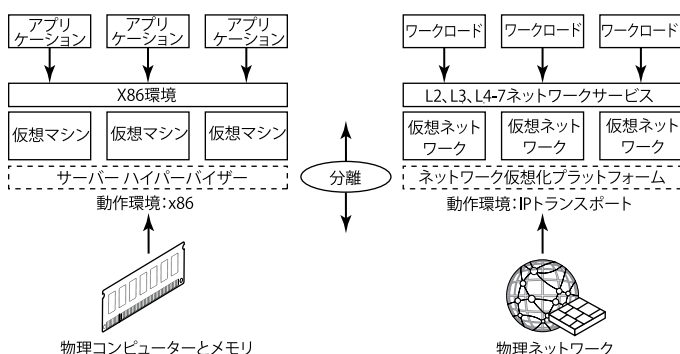 アプリ
ケーション
アプリ
ケーション
アプリ
ケーション
X86環境
仮想マシン
仮想マシン
仮想マシン
サーバー ハイパーバイザー
動作環境:x86
物理コンピューターとメモリ
分離
ワークロード
ワークロード
ワークロード
L2、L3、L4-7ネットワークサービス
仮想ネット
ワーク
仮想ネット
ワーク
仮想ネット
ワーク
ネットワーク仮想化プラットフォーム
動作環境:IPトランスポート
物理ネットワーク